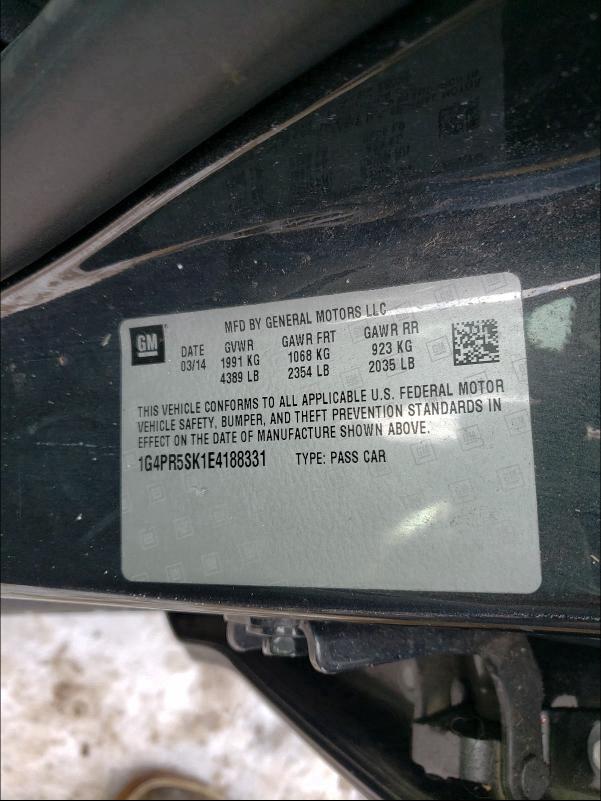 GM
MFD BY GENERAL MOTORS LLC
DATE GVWR GAWR FRT GAWR RR
03/14 1991 KG 1068 KG 923 KG
4389 LB 2354 LB 2035 LB
THIS VEHICLE CONFORMS TO ALL APPLICABLE U.S. FEDERAL MOTOR
VEHICLE SAFETY, BUMPER, AND THEFT PREVENTION STANDARDS IN
EFFECT ON THE DATE OF MANUFACTURE SHOWN ABOVE.
1G4PR5SK1E4188331 TYPE: PASS CAR